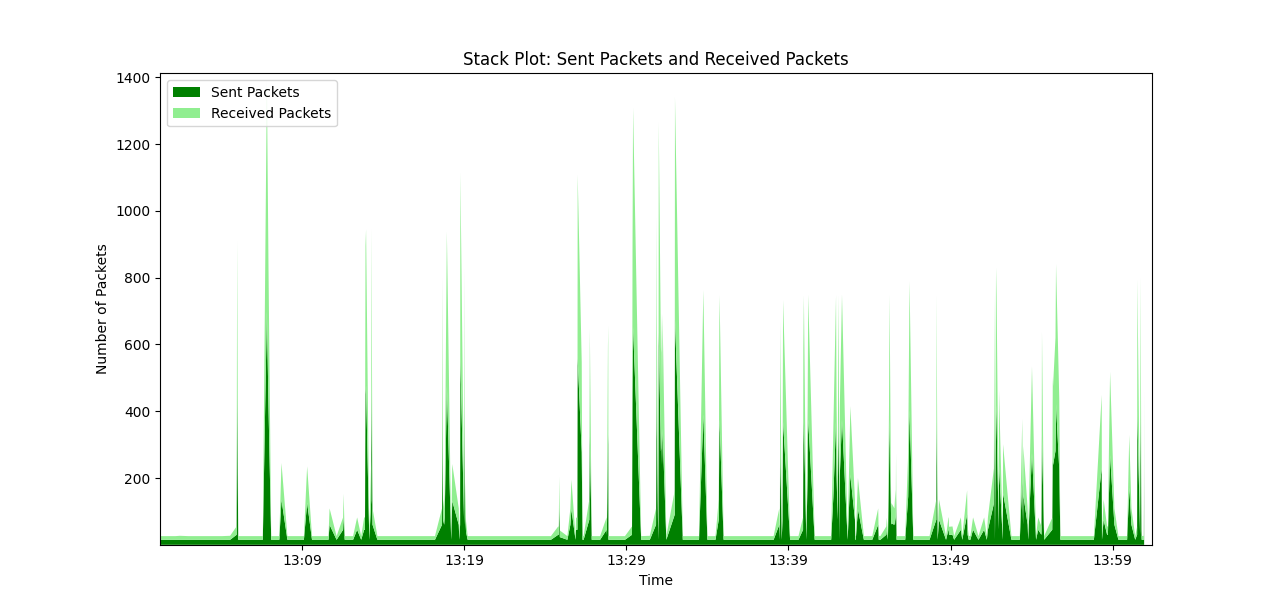 Stack Plot: Sent Packets and Received Packets
Sent Packets
Received Packets
Number of Packets
1400
1200
1000
800
600
400
200
13:09 13:19 13:29 13:39 13:49 13:59
Time